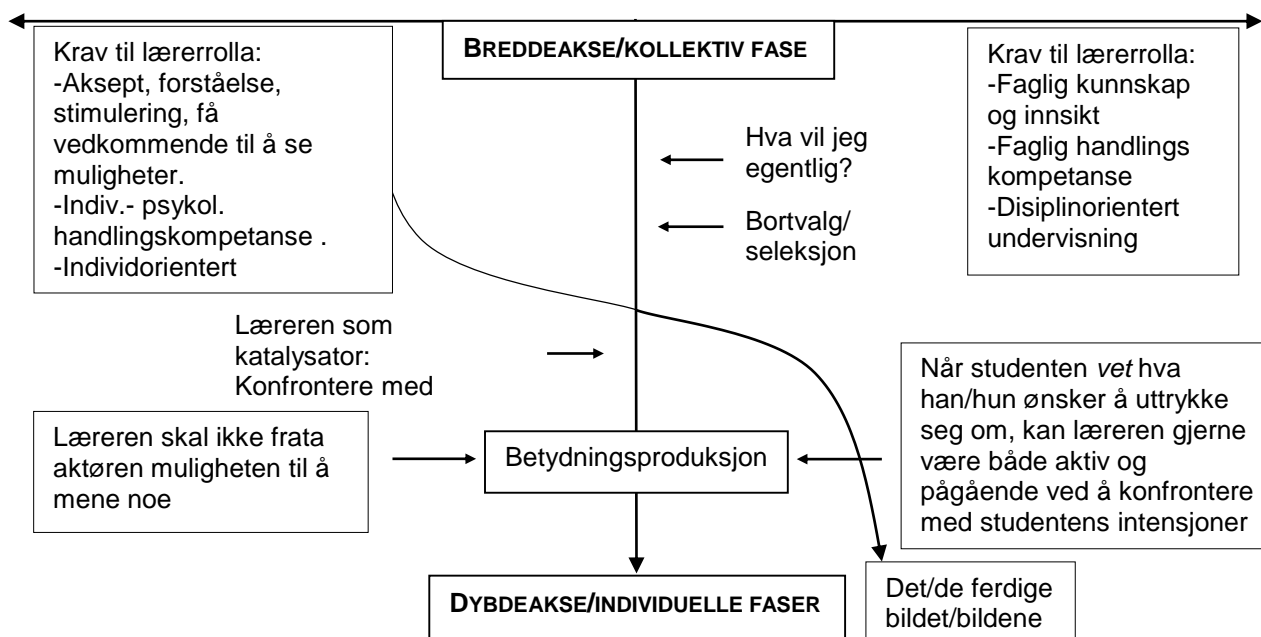 BREDDEAKSE/KOLLEKTIV FASE
Krav til lærerrolla:
-Aksept, forståelse,
stimulering, få
vedkommende til å se
muligheter.
-Indiv.- psykol.
handlingskompetanse .
-Individorientert
Krav til lærerrolla:
-Faglig kunnskap
og innsikt
-Faglig handlings
kompetanse
-Disiplinorientert
undervisning
Hva vil jeg
egentlig?
Bortvalg/
seleksjon
Læreren som
katalysator:
Konfrontere med
Læreren skal ikke frata
aktøren muligheten til å
mene noe
Betydningsproduksjon
Når studenten vet hva
han/hun ønsker å uttrykke
seg om, kan læreren gjerne
være både aktiv og
pågående ved å konfrontere
med studentens intensjoner
DYBDEAKSE/INDIVIDUELLE FASER
Det/de ferdige
bildet/bildene